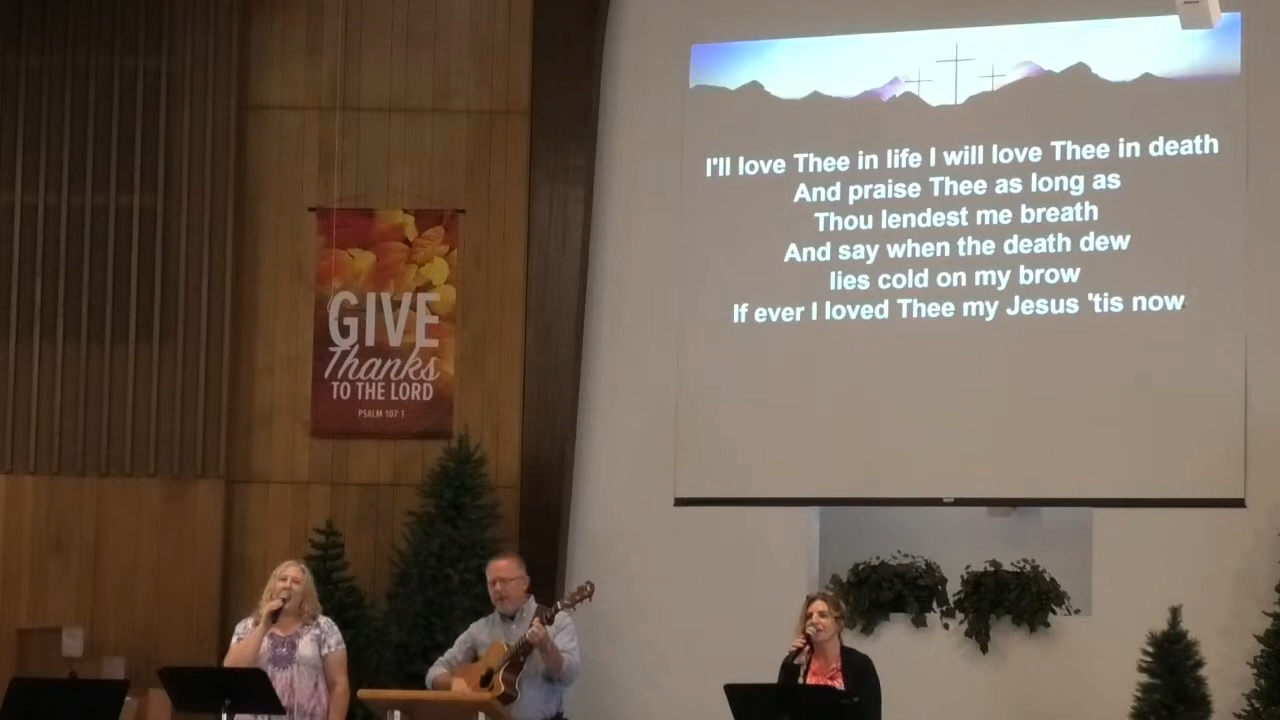 GIVE
Thanks
TO THE LORD
PSALM 107:1
I'll love Thee in life I will love Thee in death
And praise Thee as long as
Thou lendest me breath
And say when the death dew
lies cold on my brow
If ever I loved Thee my Jesus 'tis now